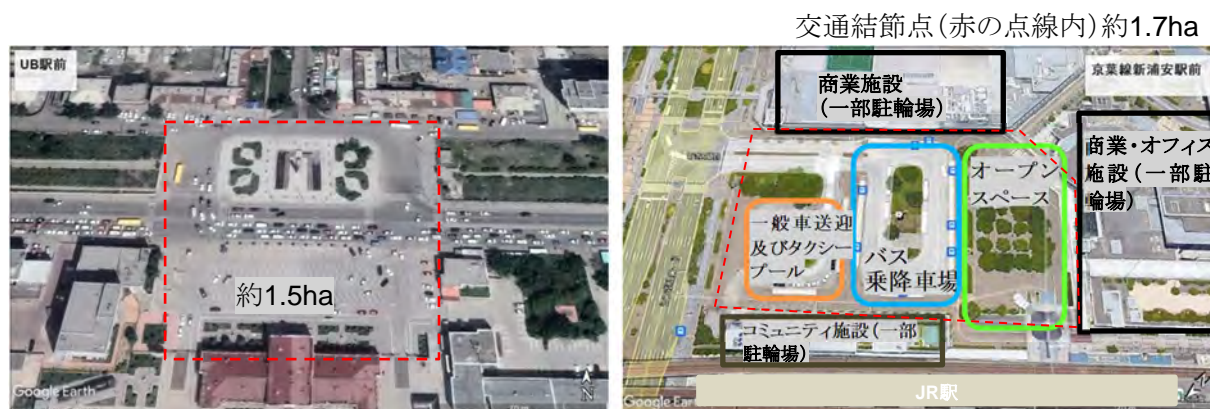 交通結節点（赤の点線内）約1.7ha
UB駅前
約1.5ha
Google Earth
N
京葉線新浦安駅前
商業施設
（一部駐輪場）
商業・オフィス
施設（一部駐
輪場）
オープン
スペース
一般車送迎
及びタクシー
プール
バス
乗降車場
コミュニティ施設（一部
駐輪場）
JR駅
Google Ear